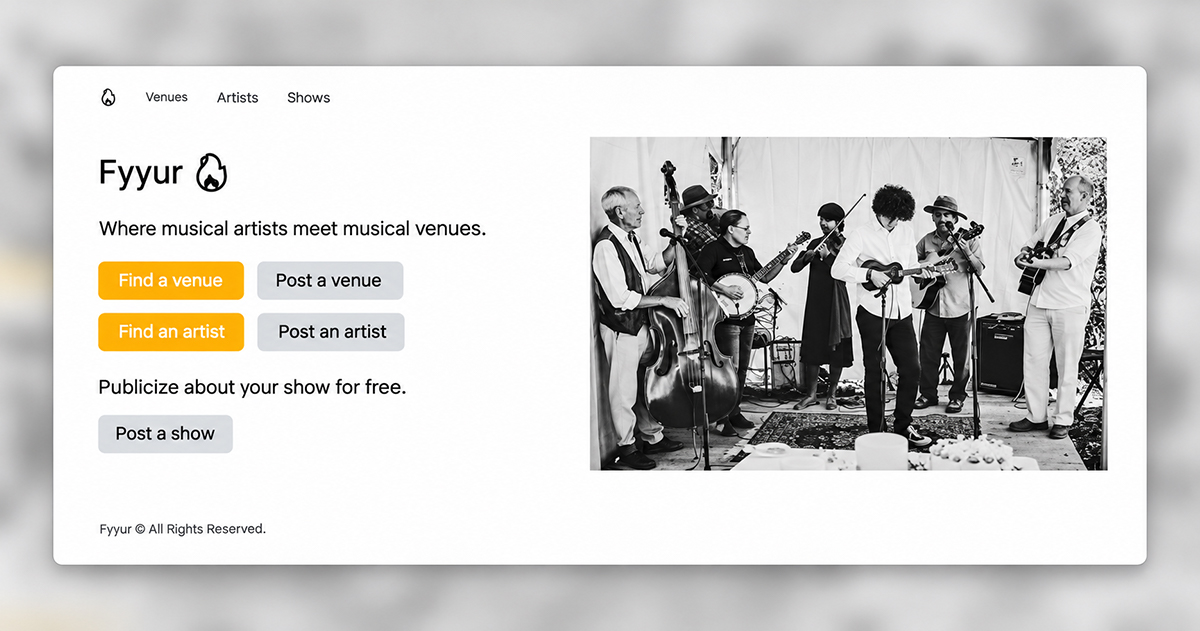 Venues Artists Shows
Fyyur
Where musical artists meet musical venues.
Find a venue Post a venue
Find an artist Post an artist
Publicize about your show for free.
Post a show
Fyyur © All Rights Reserved.